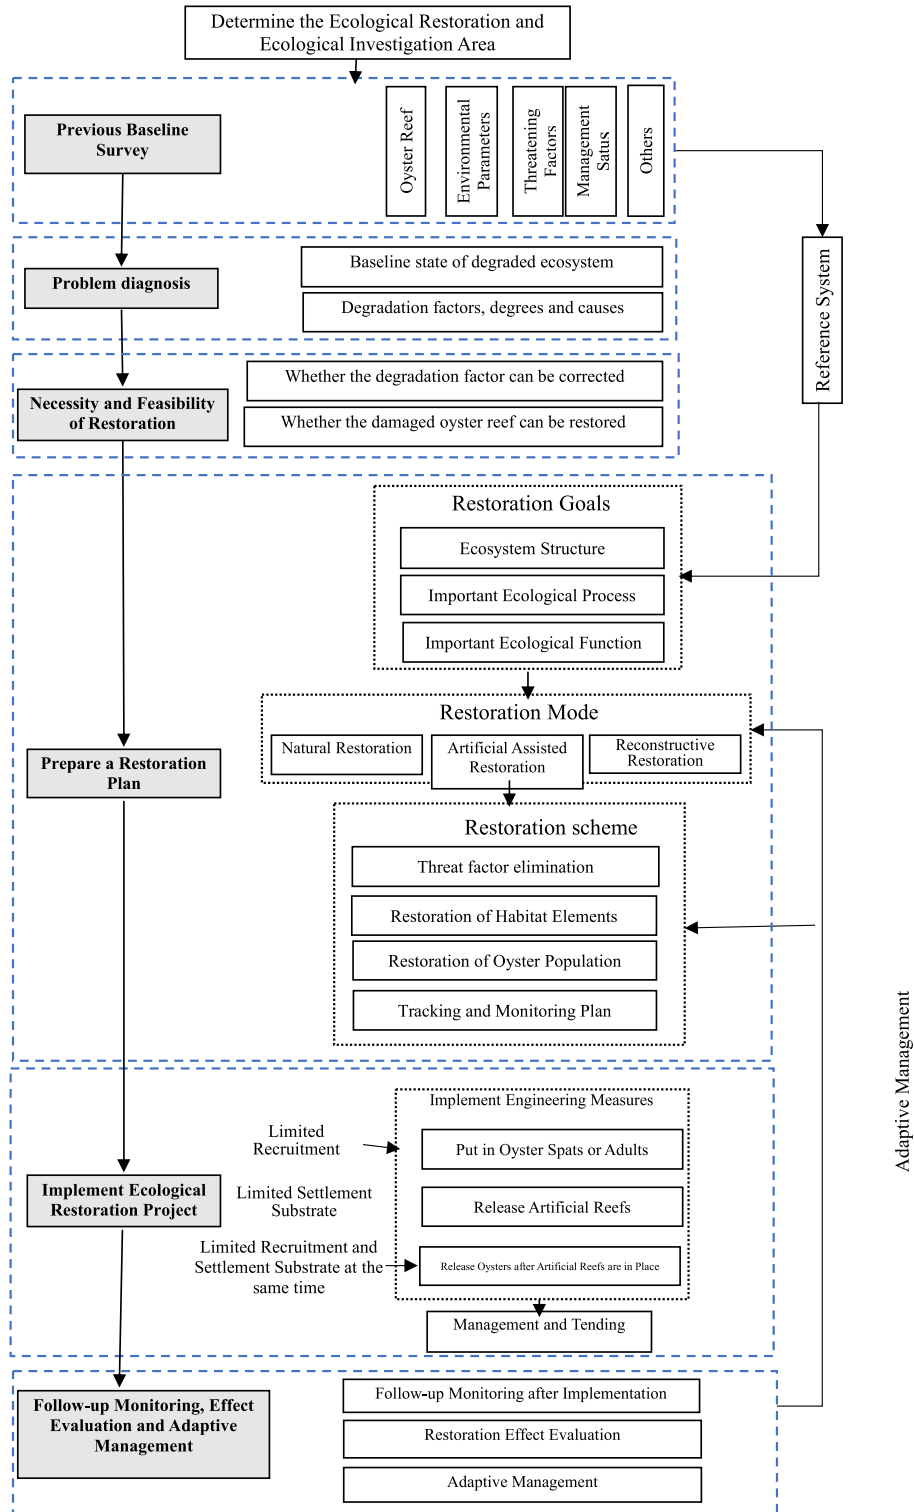 Determine the Ecological Restoration and
Ecological Investigation Area
Previous Baseline
Survey
Oyster Reef
Environmental
Parameters
Threatening
Factors
Management
Satus
Others
Reference System
Problem diagnosis
Baseline state of degraded ecosystem
Degradation factors, degrees and causes
Necessity and Feasibility
of Restoration
Whether the degradation factor can be corrected
Whether the damaged oyster reef can be restored
Prepare a Restoration
Plan
Restoration Goals
Ecosystem Structure
Important Ecological Process
Important Ecological Function
Restoration Mode
Natural Restoration
Artificial Assisted
Restoration
Reconstructive
Restoration
Restoration scheme
Threat factor elimination
Restoration of Habitat Elements
Restoration of Oyster Population
Tracking and Monitoring Plan
Adaptive Management
Implement Ecological
Restoration Project
Implement Engineering Measures
Limited
Recruitment
Put in Oyster Spats or Adults
Limited Settlement
Substrate
Release Artificial Reefs
Limited Recruitment and
Settlement Substrate at the
same time
Release Oysters after Artificial Reefs are in Place
Management and Tending
Follow-up Monitoring, Effect
Evaluation and Adaptive
Management
Follow-up Monitoring after Implementation
Restoration Effect Evaluation
Adaptive Management